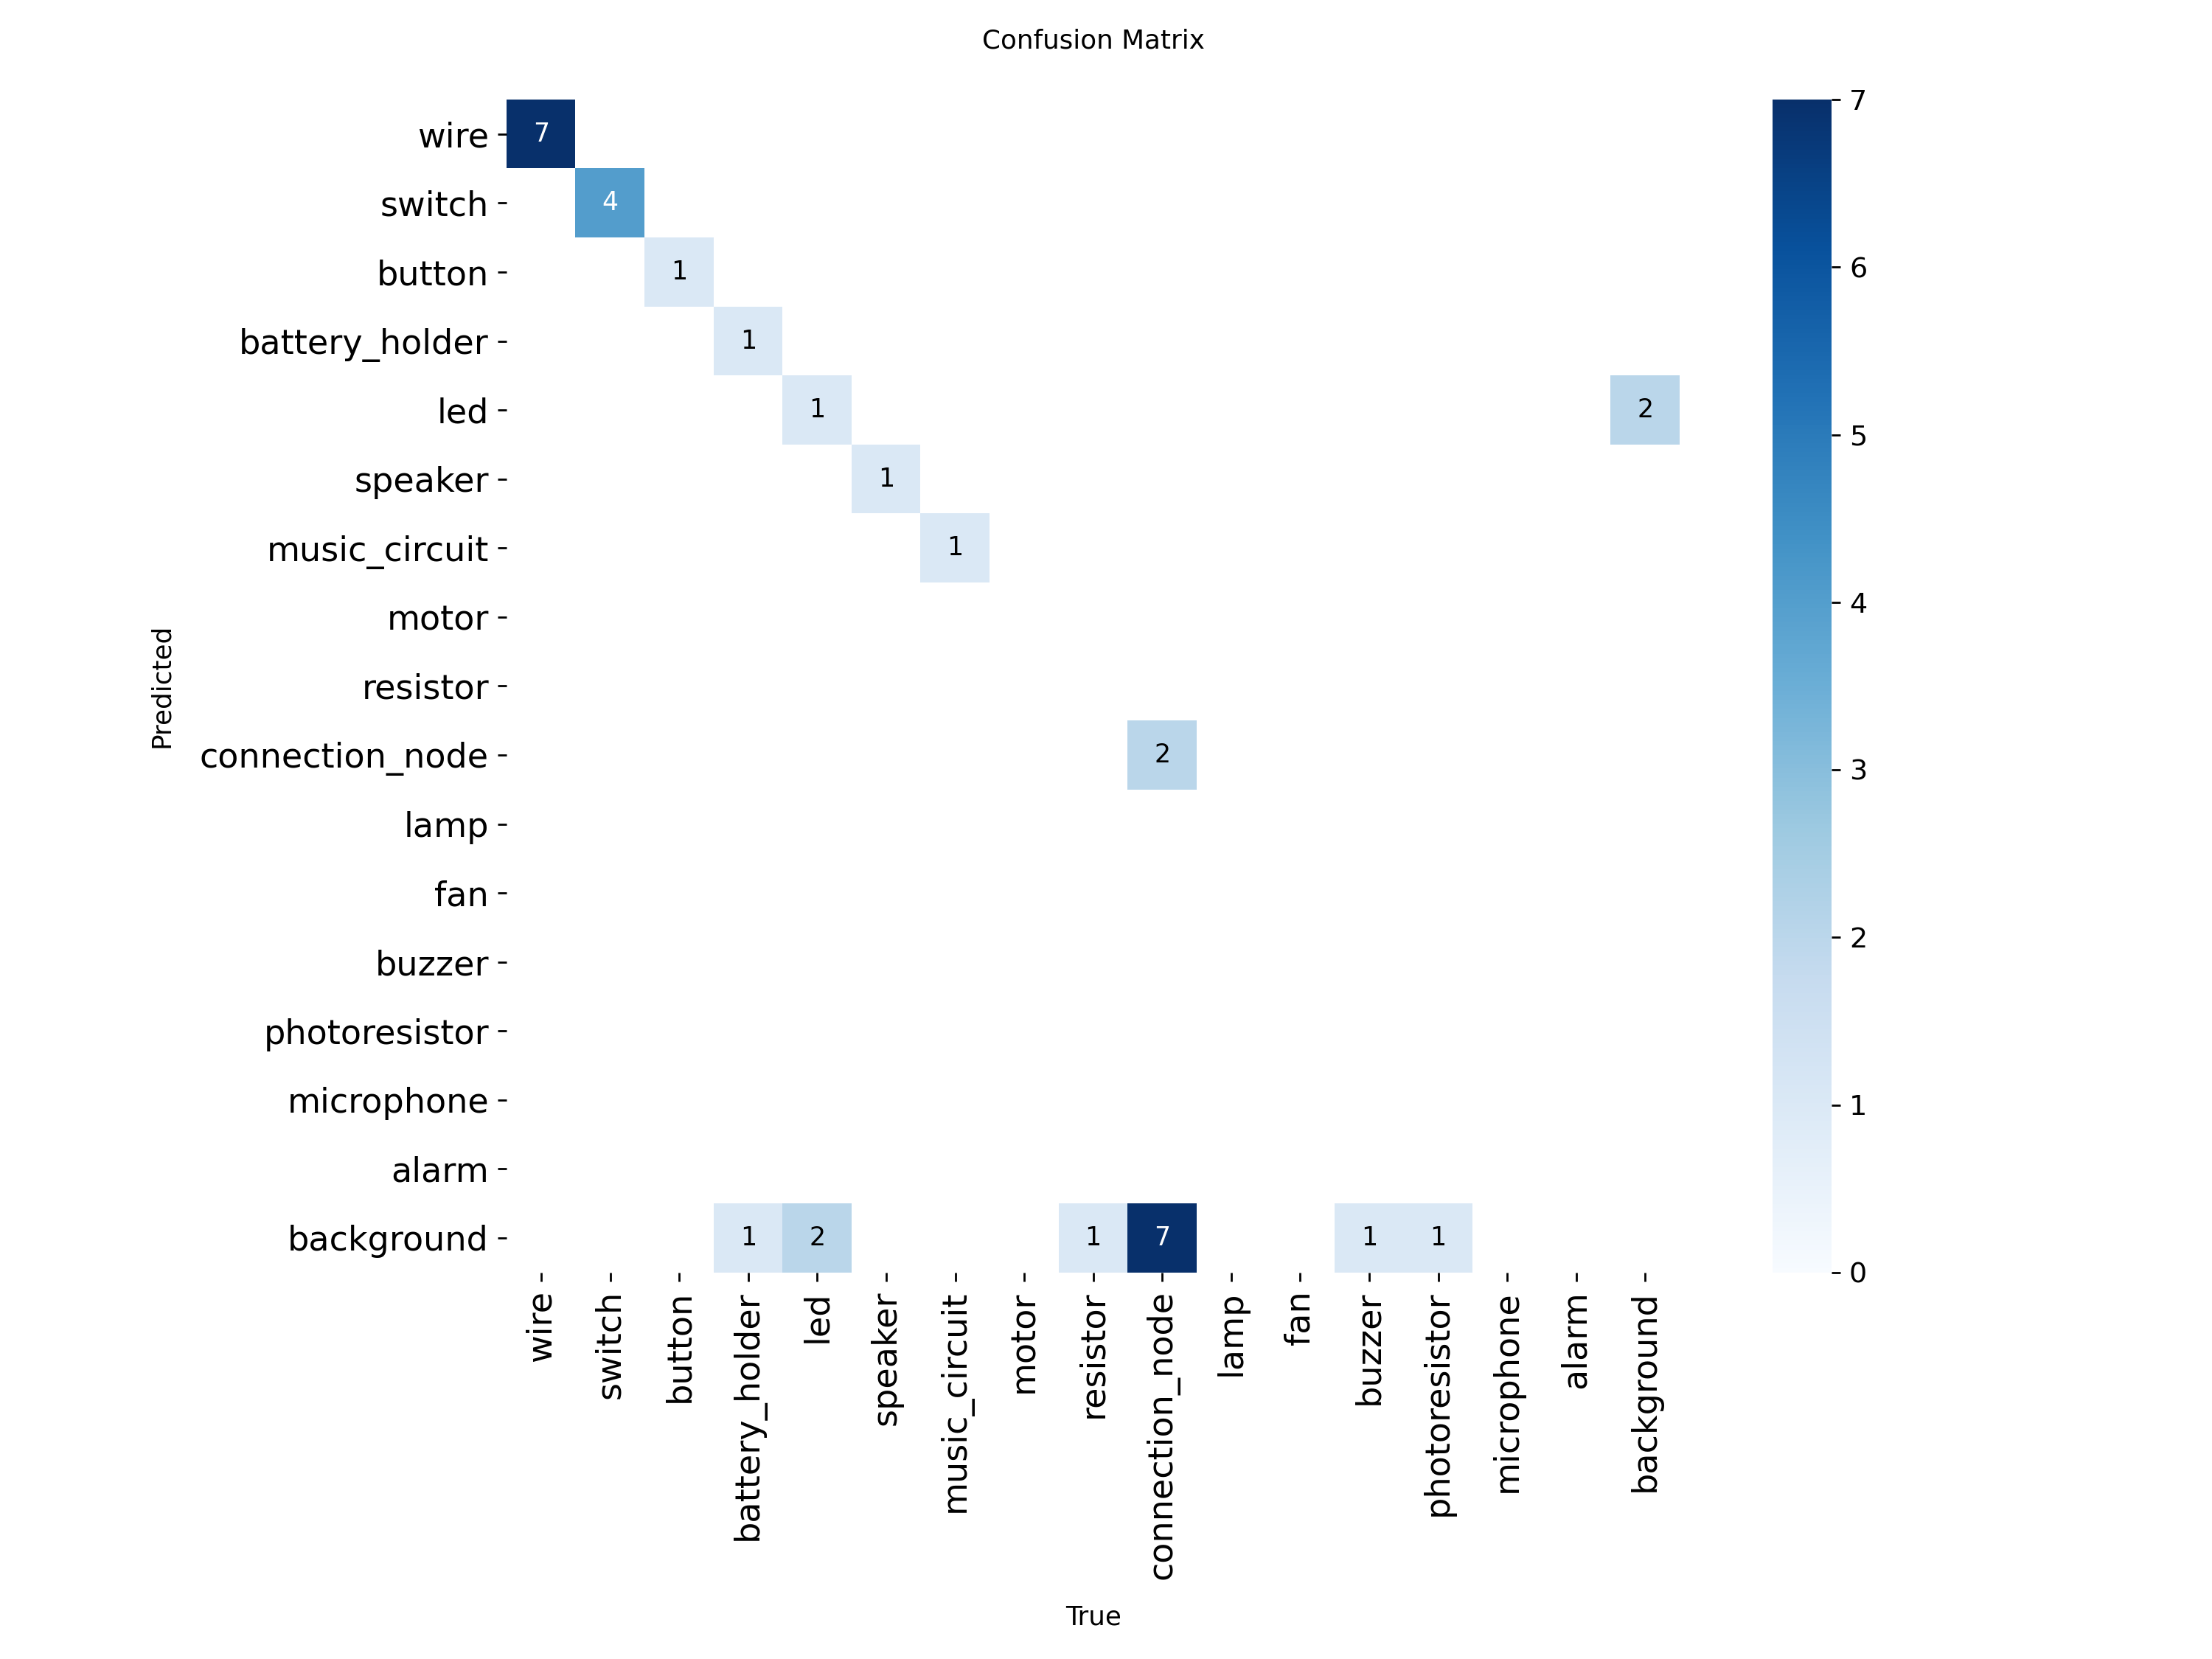 Confusion Matrix
wire
switch
button
battery_holder
led
speaker
music_circuit
motor
resistor
connection_node
lamp
fan
buzzer
photoresistor
microphone
alarm
background
Predicted
7
4
1
1
1 2
1
1
2
1 2 1 7 1 1
wire
switch
button
battery_holder
led
speaker
music_circuit
motor
resistor
connection_node
lamp
fan
buzzer
photoresistor
microphone
alarm
background
True
7
6
5
4
3
2
1
0